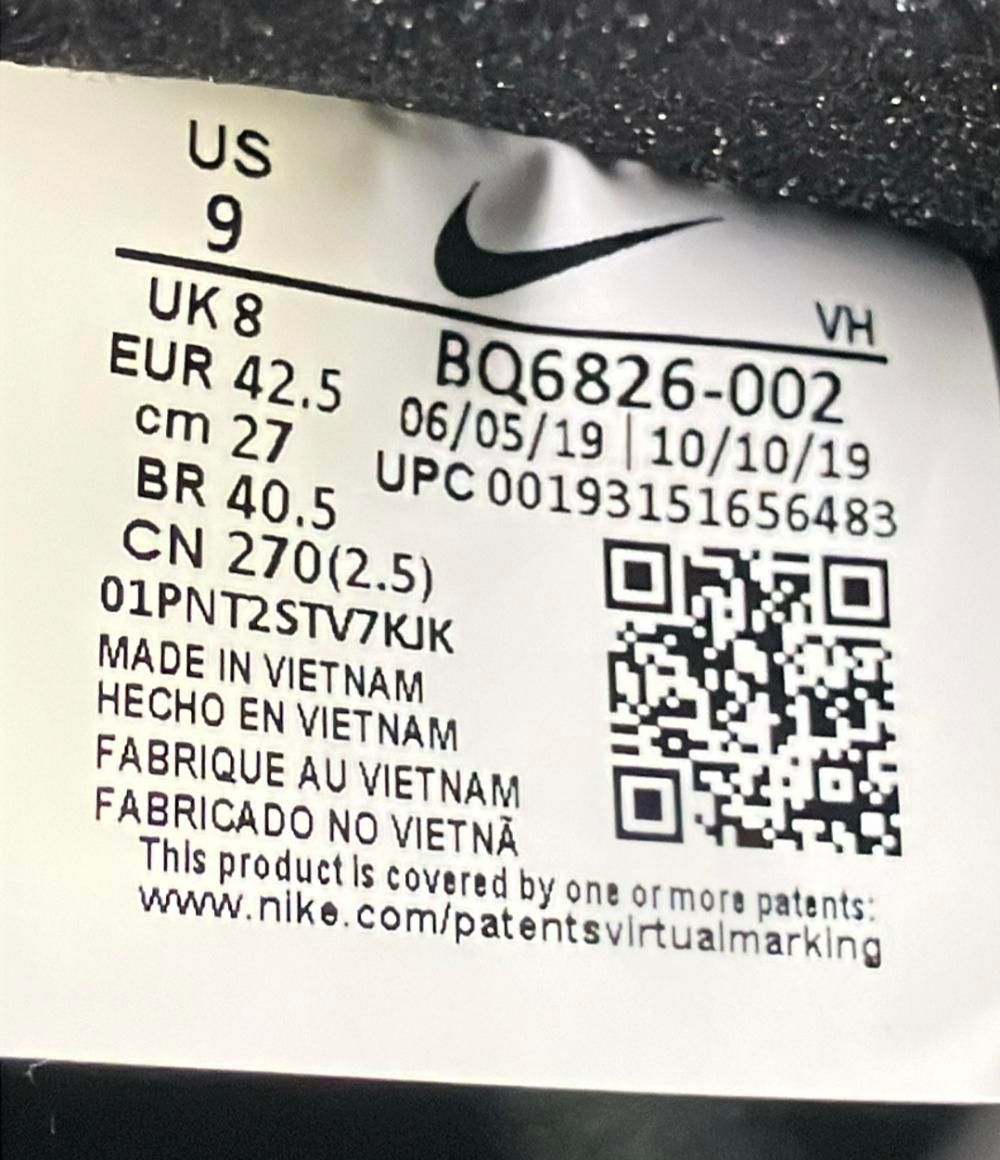 US
9
VH
UK 8
EUR 42.5
cm 27
BR 40.5
CN 270(2.5)
BQ6826-002
06/05/19 | 10/10/19
UPC 00193151656483
01PNT2STV7KJK
MADE IN VIETNAM
HECHO EN VIETNAM
FABRIQUE AU VIETNAM
FABRICADO NO VIETNÃ
This product is covered by one or more patents:
www.nike.com/patentsvirtualmarking